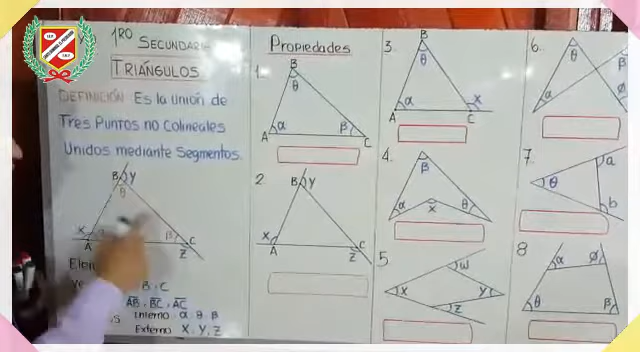 1RO SECUNDARIA
TRIÁNGULOS
DEFINICIÓN Es la unión de
Tres Puntos no Colineales
Unidos mediante Segmentos.
B y
θ
x A β C z
B . C
AB , BC , AC
Interno α θ β
Externo X, Y, Z
Propiedades
1.
B
θ
A α β C
2.
B y
x A C z
3.
B
θ
A α C x
4.
β
α x θ
5
w
x y
z
6.
θ β
α φ
7.
a
θ
b
8
α φ
θ β